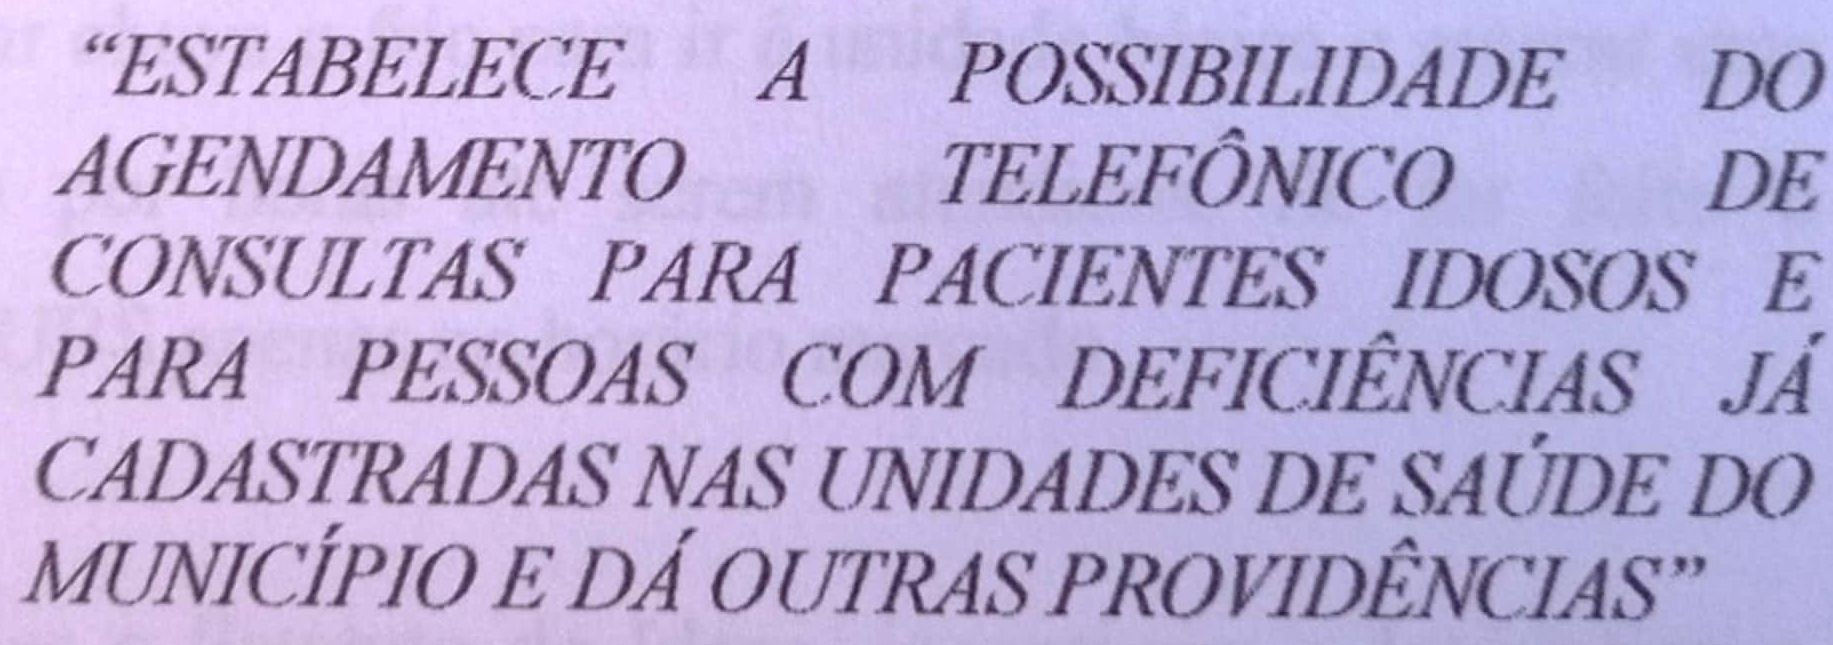 “ESTABELECE A POSSIBILIDADE DO
AGENDAMENTO TELEFÔNICO DE
CONSULTAS PARA PACIENTES IDOSOS E
PARA PESSOAS COM DEFICIÊNCIAS JÁ
CADASTRADAS NAS UNIDADES DE SAÚDE DO
MUNICÍPIO E DÁ OUTRAS PROVIDÊNCIAS”